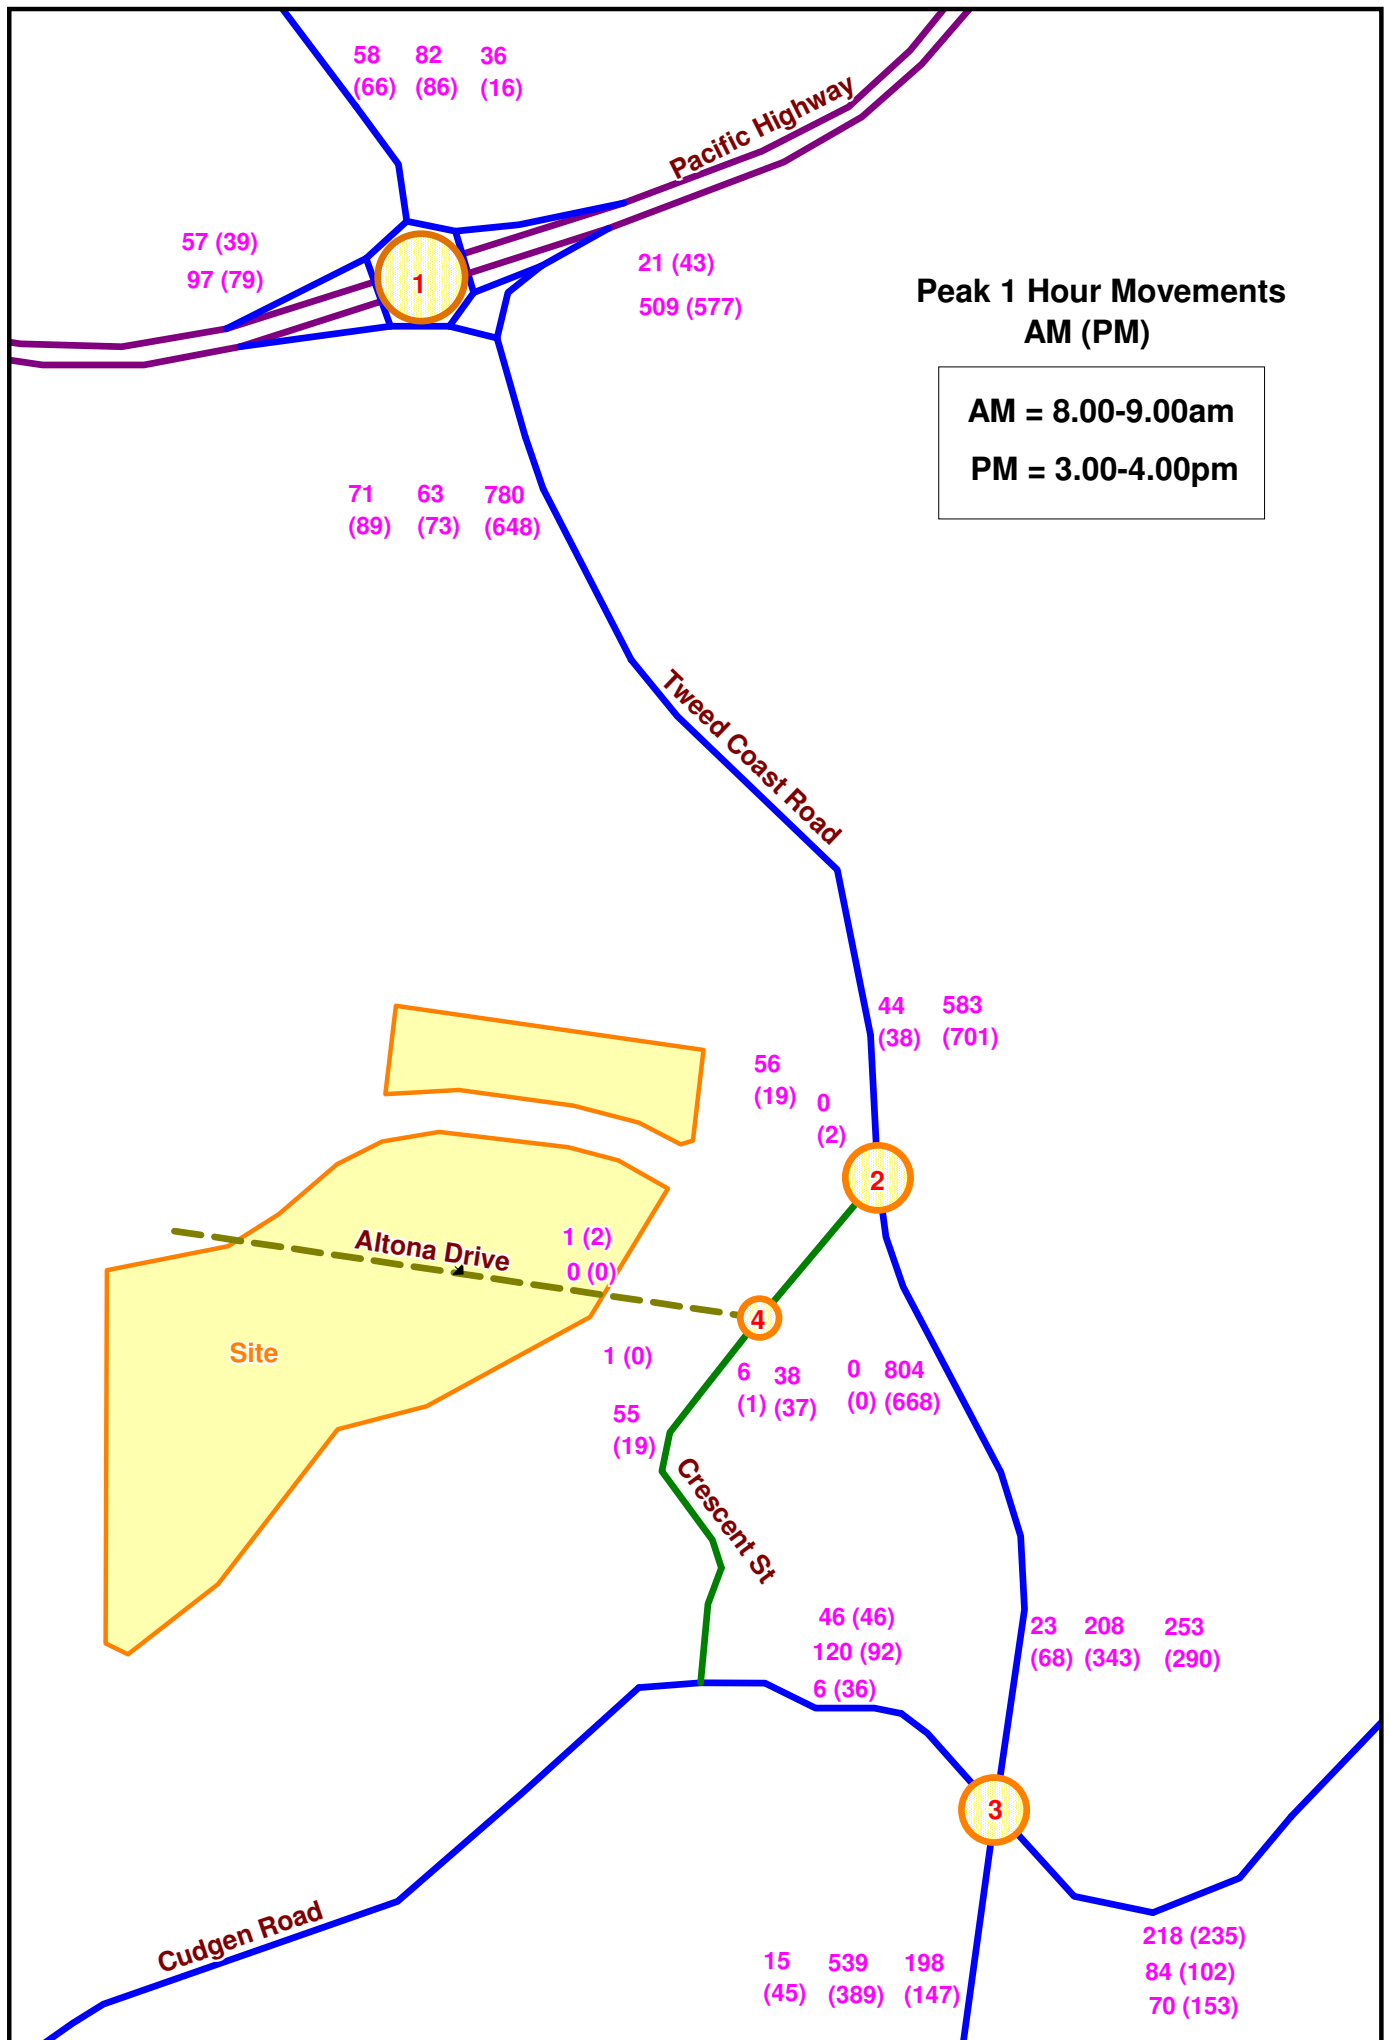 58 82 36
(66) (86) (16)
Pacific Highway
57 (39)
97 (79)
1
21 (43)
509 (577)
Peak 1 Hour Movements
AM (PM)
AM = 8.00-9.00am
PM = 3.00-4.00pm
71 63 780
(89) (73) (648)
Tweed Coast Road
44 583
(38) (701)
56
(19)
0
(2)
2
1 (2)
Altona Drive
0 (0)
4
Site
1 (0)
6 38
(1) (37)
0 804
(0) (668)
55
(19)
Crescent St
46 (46)
120 (92)
6 (36)
23 208 253
(68) (343) (290)
3
Cudgen Road
15 539 198
(45) (389) (147)
218 (235)
84 (102)
70 (153)